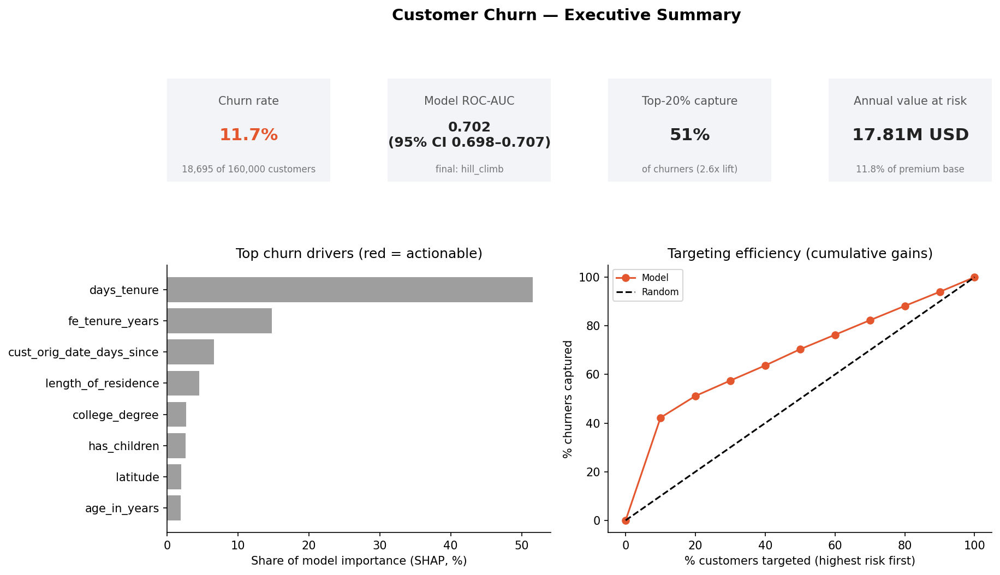 Customer Churn — Executive Summary
Churn rate
11.7%
18,695 of 160,000 customers
Model ROC-AUC
0.702
(95% CI 0.698–0.707)
final: hill_climb
Top-20% capture
51%
of churners (2.6x lift)
Annual value at risk
17.81M USD
11.8% of premium base
Top churn drivers (red = actionable)
days_tenure
fe_tenure_years
cust_orig_date_days_since
length_of_residence
college_degree
has_children
latitude
age_in_years
0 10 20 30 40 50
Share of model importance (SHAP, %)
Targeting efficiency (cumulative gains)
Model
Random
100
80
60
40
20
0
% churners captured
0 20 40 60 80 100
% customers targeted (highest risk first)